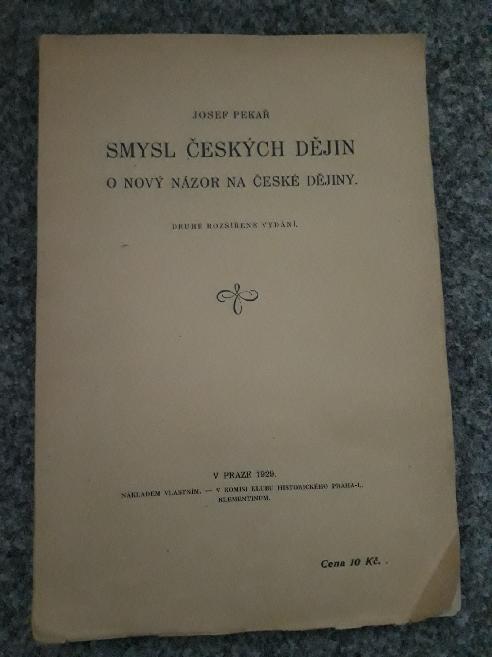 JOSEF PEKAŘ
SMYSL ČESKÝCH DĚJIN
O NOVÝ NÁZOR NA ČESKÉ DĚJINY.
DRUHÉ ROZŠÍŘENÉ VYDÁNÍ.
V PRAZE 1929.
NÁKLADEM VLASTNÍM. — V KOMISI KLUBU HISTORICKÉHO PRAHA-I.,
KLEMENTINUM.
Cena 10 Kč.